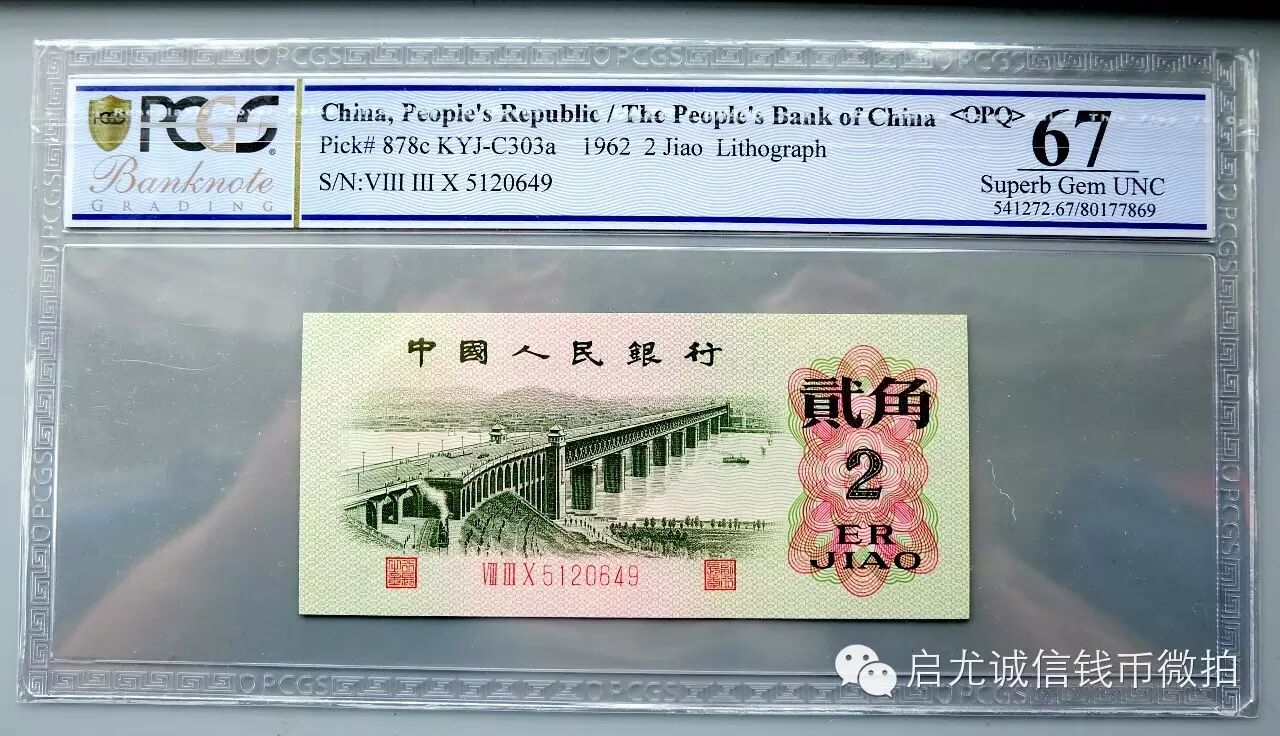 PCGS
Banknote
GRADING
China, People's Republic / The People's Bank of China <OPQ>
67
Pick# 878c KYJ-C303a 1962 2 Jiao Lithograph
S/N:VIII III X 5120649
Superb Gem UNC
541272.67/80177869
中國人民銀行
貳角
2
ER
JIAO
VIII III X 5120649
启尤诚信钱币微拍